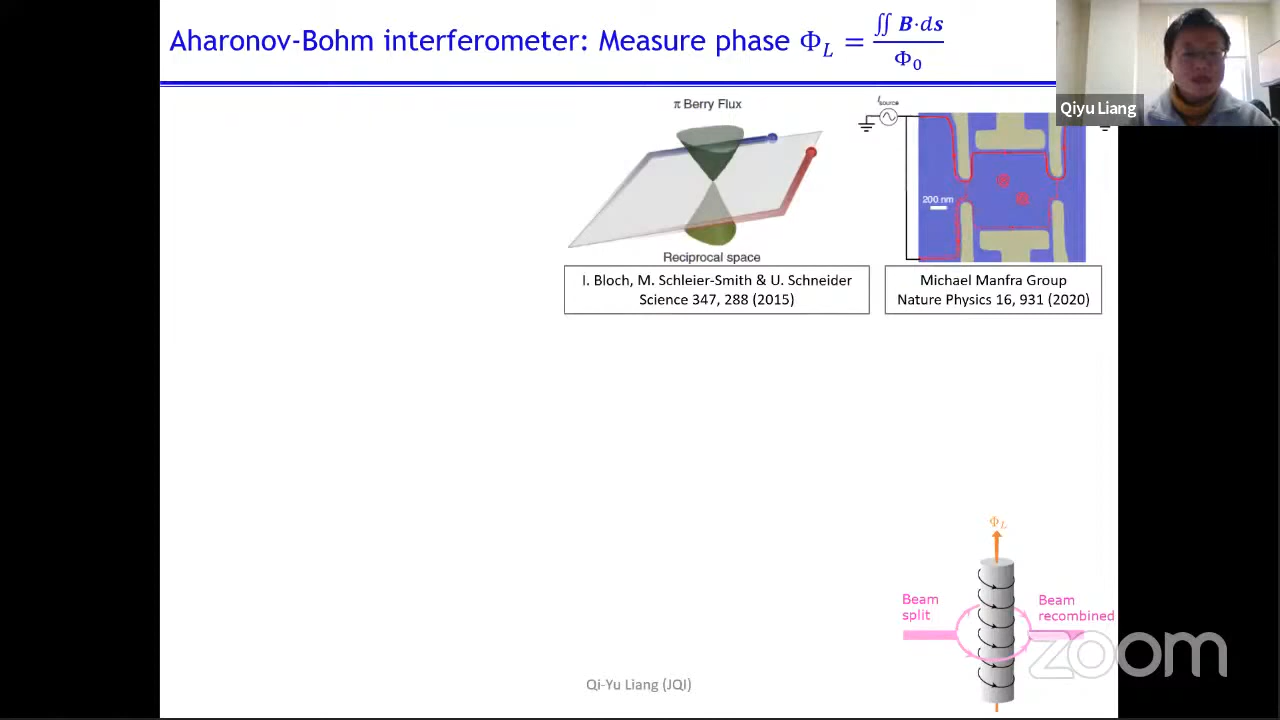 Aharonov-Bohm interferometer: Measure phase Φ_L = ∬ B·ds / Φ₀
Qiyu Liang
π Berry Flux
Reciprocal space
I. Bloch, M. Schleier-Smith & U. Schneider
Science 347, 288 (2015)
I source
200 nm
Michael Manfra Group
Nature Physics 16, 931 (2020)
Φ_L
Beam
split
Beam
recombined
zoom
Qi-Yu Liang (JQI)